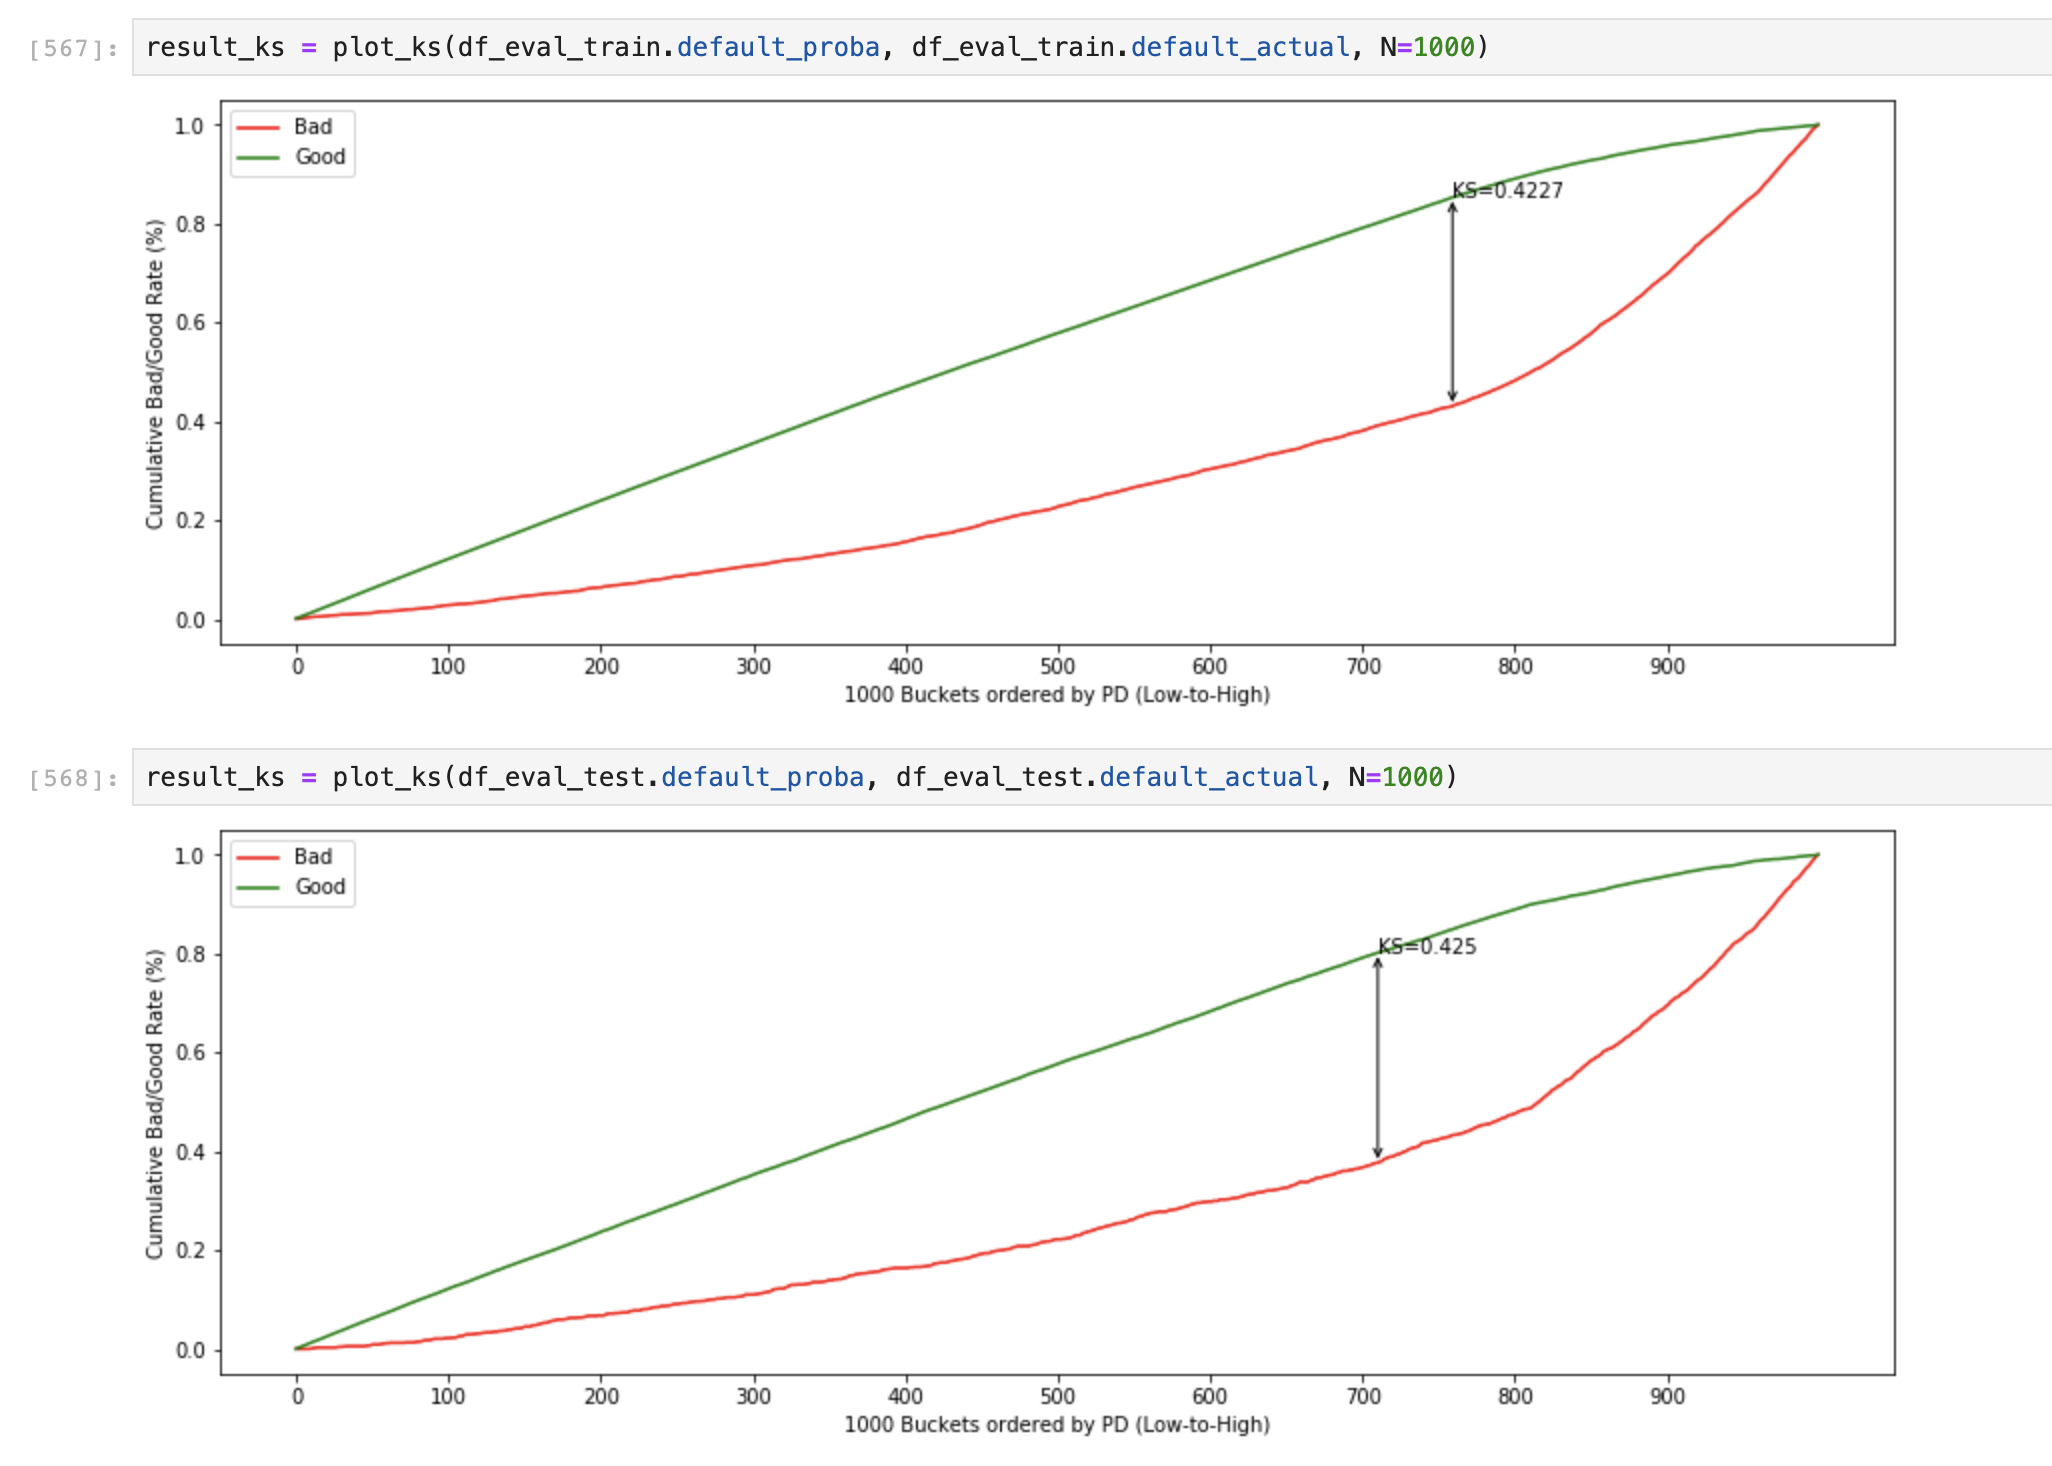 [567]: result_ks = plot_ks(df_eval_train.default_proba, df_eval_train.default_actual, N=1000)
Bad
Good
1.0
0.8
0.6
0.4
0.2
0.0
Cumulative Bad/Good Rate (%)
KS=0.4227
0 100 200 300 400 500 600 700 800 900
1000 Buckets ordered by PD (Low-to-High)
[568]: result_ks = plot_ks(df_eval_test.default_proba, df_eval_test.default_actual, N=1000)
Bad
Good
1.0
0.8
0.6
0.4
0.2
0.0
Cumulative Bad/Good Rate (%)
KS=0.425
0 100 200 300 400 500 600 700 800 900
1000 Buckets ordered by PD (Low-to-High)